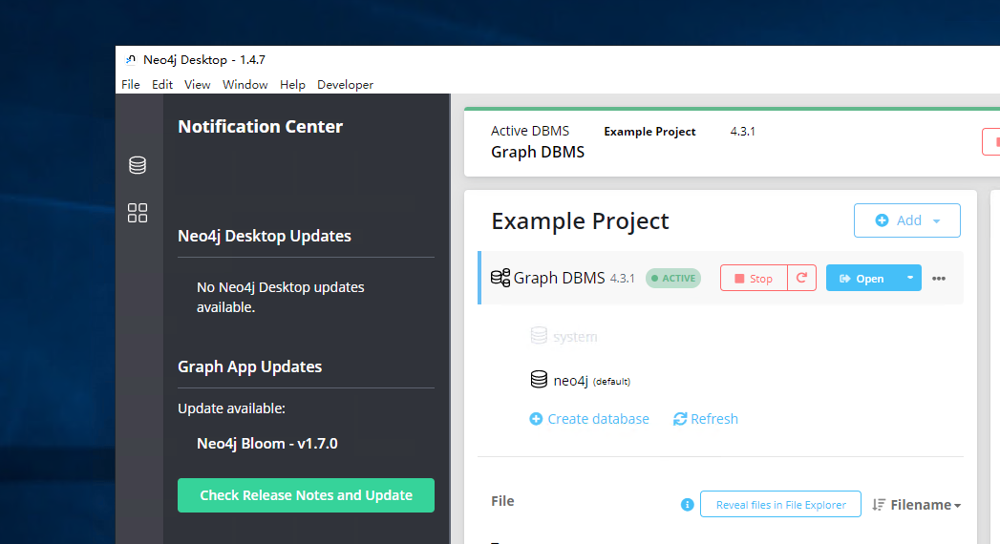 Neo4j Desktop - 1.4.7
File Edit View Window Help Developer
Notification Center
Neo4j Desktop Updates
No Neo4j Desktop updates
available.
Graph App Updates
Update available:
Neo4j Bloom - v1.7.0
Check Release Notes and Update
Active DBMS Example Project 4.3.1
Graph DBMS
Example Project Add
Graph DBMS 4.3.1 ACTIVE Stop Open
system
neo4j (default)
Create database Refresh
File Reveal files in File Explorer Filename